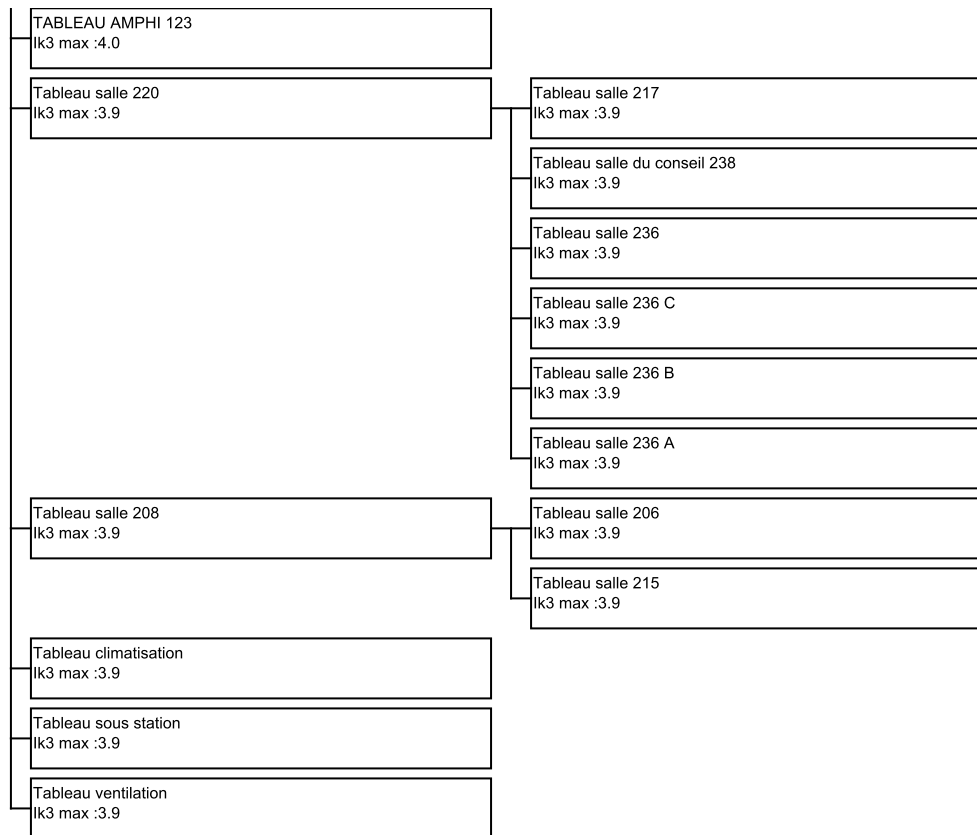 TABLEAU AMPHI 123
Ik3 max :4.0
Tableau salle 220
Ik3 max :3.9
Tableau salle 217
Ik3 max :3.9
Tableau salle du conseil 238
Ik3 max :3.9
Tableau salle 236
Ik3 max :3.9
Tableau salle 236 C
Ik3 max :3.9
Tableau salle 236 B
Ik3 max :3.9
Tableau salle 236 A
Ik3 max :3.9
Tableau salle 208
Ik3 max :3.9
Tableau salle 206
Ik3 max :3.9
Tableau salle 215
Ik3 max :3.9
Tableau climatisation
Ik3 max :3.9
Tableau sous station
Ik3 max :3.9
Tableau ventilation
Ik3 max :3.9